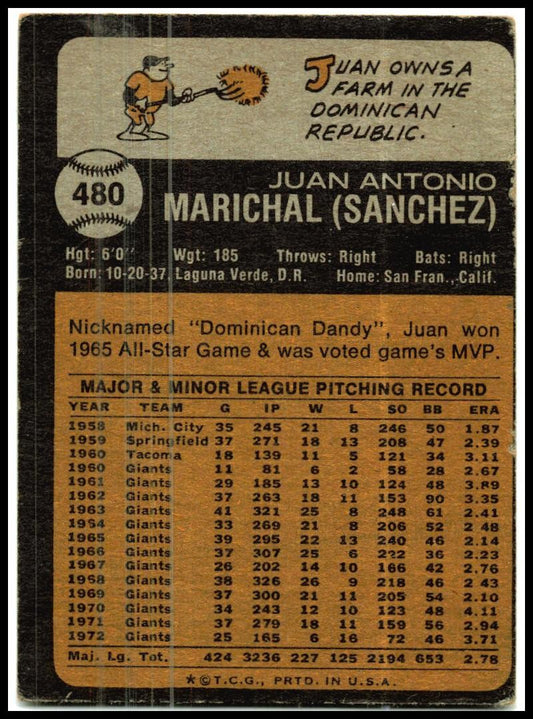 JUAN OWNS A
FARM IN THE
DOMINICAN
REPUBLIC.
480
JUAN ANTONIO
MARICHAL (SANCHEZ)
Hgt: 6'0" Wgt: 185 Throws: Right Bats: Right
Born: 10-20-37, Laguna Verde, D.R. Home: San Fran., Calif.
Nicknamed "Dominican Dandy", Juan won
1965 All-Star Game & was voted game's MVP.
MAJOR & MINOR LEAGUE PITCHING RECORD
YEAR TEAM G IP W L SO BB ERA
1958 Mich. City 35 245 21 8 246 50 1.87
1959 Springfield 37 271 18 13 208 47 2.39
1960 Tacoma 18 139 11 5 121 34 3.11
1960 Giants 11 81 6 2 58 28 2.67
1961 Giants 29 185 13 10 124 48 3.89
1962 Giants 37 263 18 11 153 90 3.35
1963 Giants 41 321 25 8 248 61 2.41
1964 Giants 33 269 21 8 206 52 2 48
1965 Giants 39 295 22 13 240 46 2.14
1966 Giants 37 307 25 6 222 36 2.23
1967 Giants 26 202 14 10 166 42 2.76
1968 Giants 38 326 26 9 218 46 2 43
1969 Giants 37 300 21 11 205 54 2.10
1970 Giants 34 243 12 10 123 48 4.11
1971 Giants 37 279 18 11 159 56 2.94
1972 Giants 25 165 6 16 72 46 3.71
Maj. Lg. Tot. 424 3236 227 125 2194 653 2.78
★©T.C.G., PRTD. IN U.S.A.